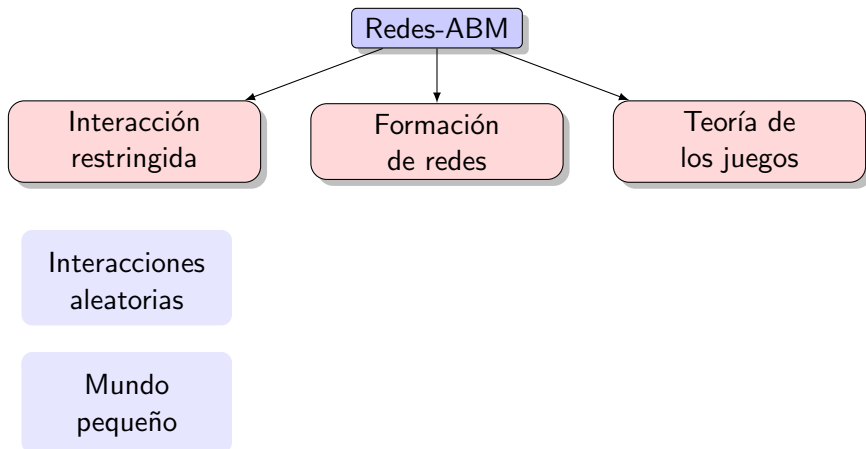 Redes-ABM
Interacción
restringida
Formación
de redes
Teoría de
los juegos
Interacciones
aleatorias
Mundo
pequeño